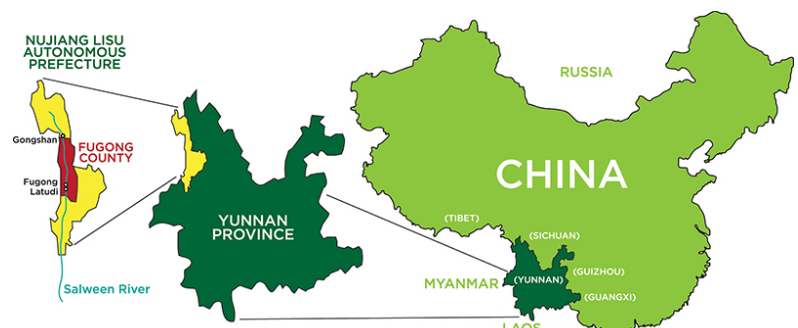 NUJIANG LISU
AUTONOMOUS
PREFECTURE
Gongshan
FUGONG
COUNTY
Fugong
Latudi
Salween River
YUNNAN
PROVINCE
RUSSIA
CHINA
(TIBET)
(SICHUAN)
MYANMAR
(YUNNAN)
(GUIZHOU)
(GUANGXI)
LAOS